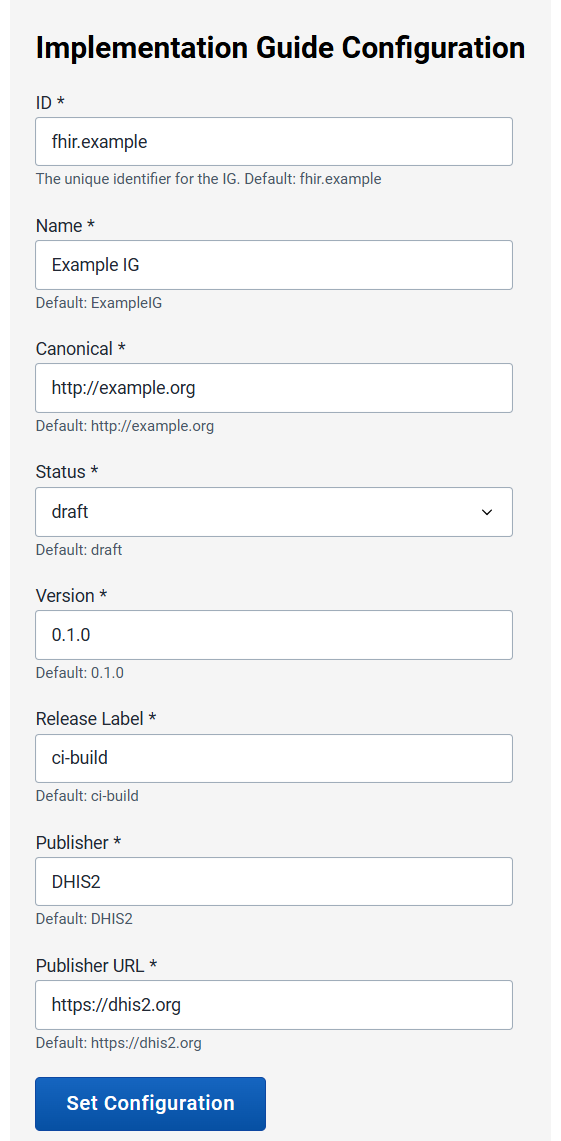 Implementation Guide Configuration
ID *
fhir.example
The unique identifier for the IG. Default: fhir.example
Name *
Example IG
Default: ExampleIG
Canonical *
http://example.org
Default: http://example.org
Status *
draft
Default: draft
Version *
0.1.0
Default: 0.1.0
Release Label *
ci-build
Default: ci-build
Publisher *
DHIS2
Default: DHIS2
Publisher URL *
https://dhis2.org
Default: https://dhis2.org
Set Configuration